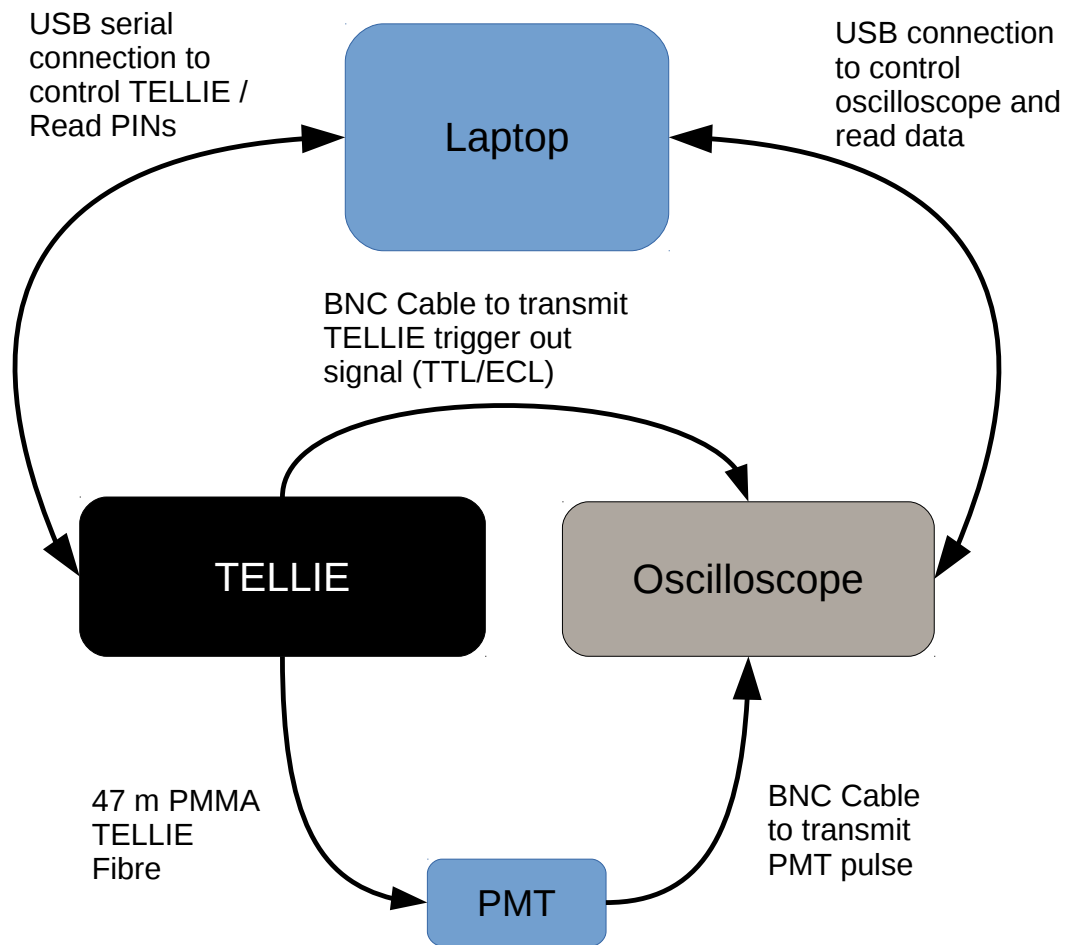 USB serial
connection to
control TELLIE /
Read PINs
USB connection
to control
oscilloscope and
read data
Laptop
BNC Cable to transmit
TELLIE trigger out
signal (TTL/ECL)
TELLIE
Oscilloscope
47 m PMMA
TELLIE
Fibre
BNC Cable
to transmit
PMT pulse
PMT